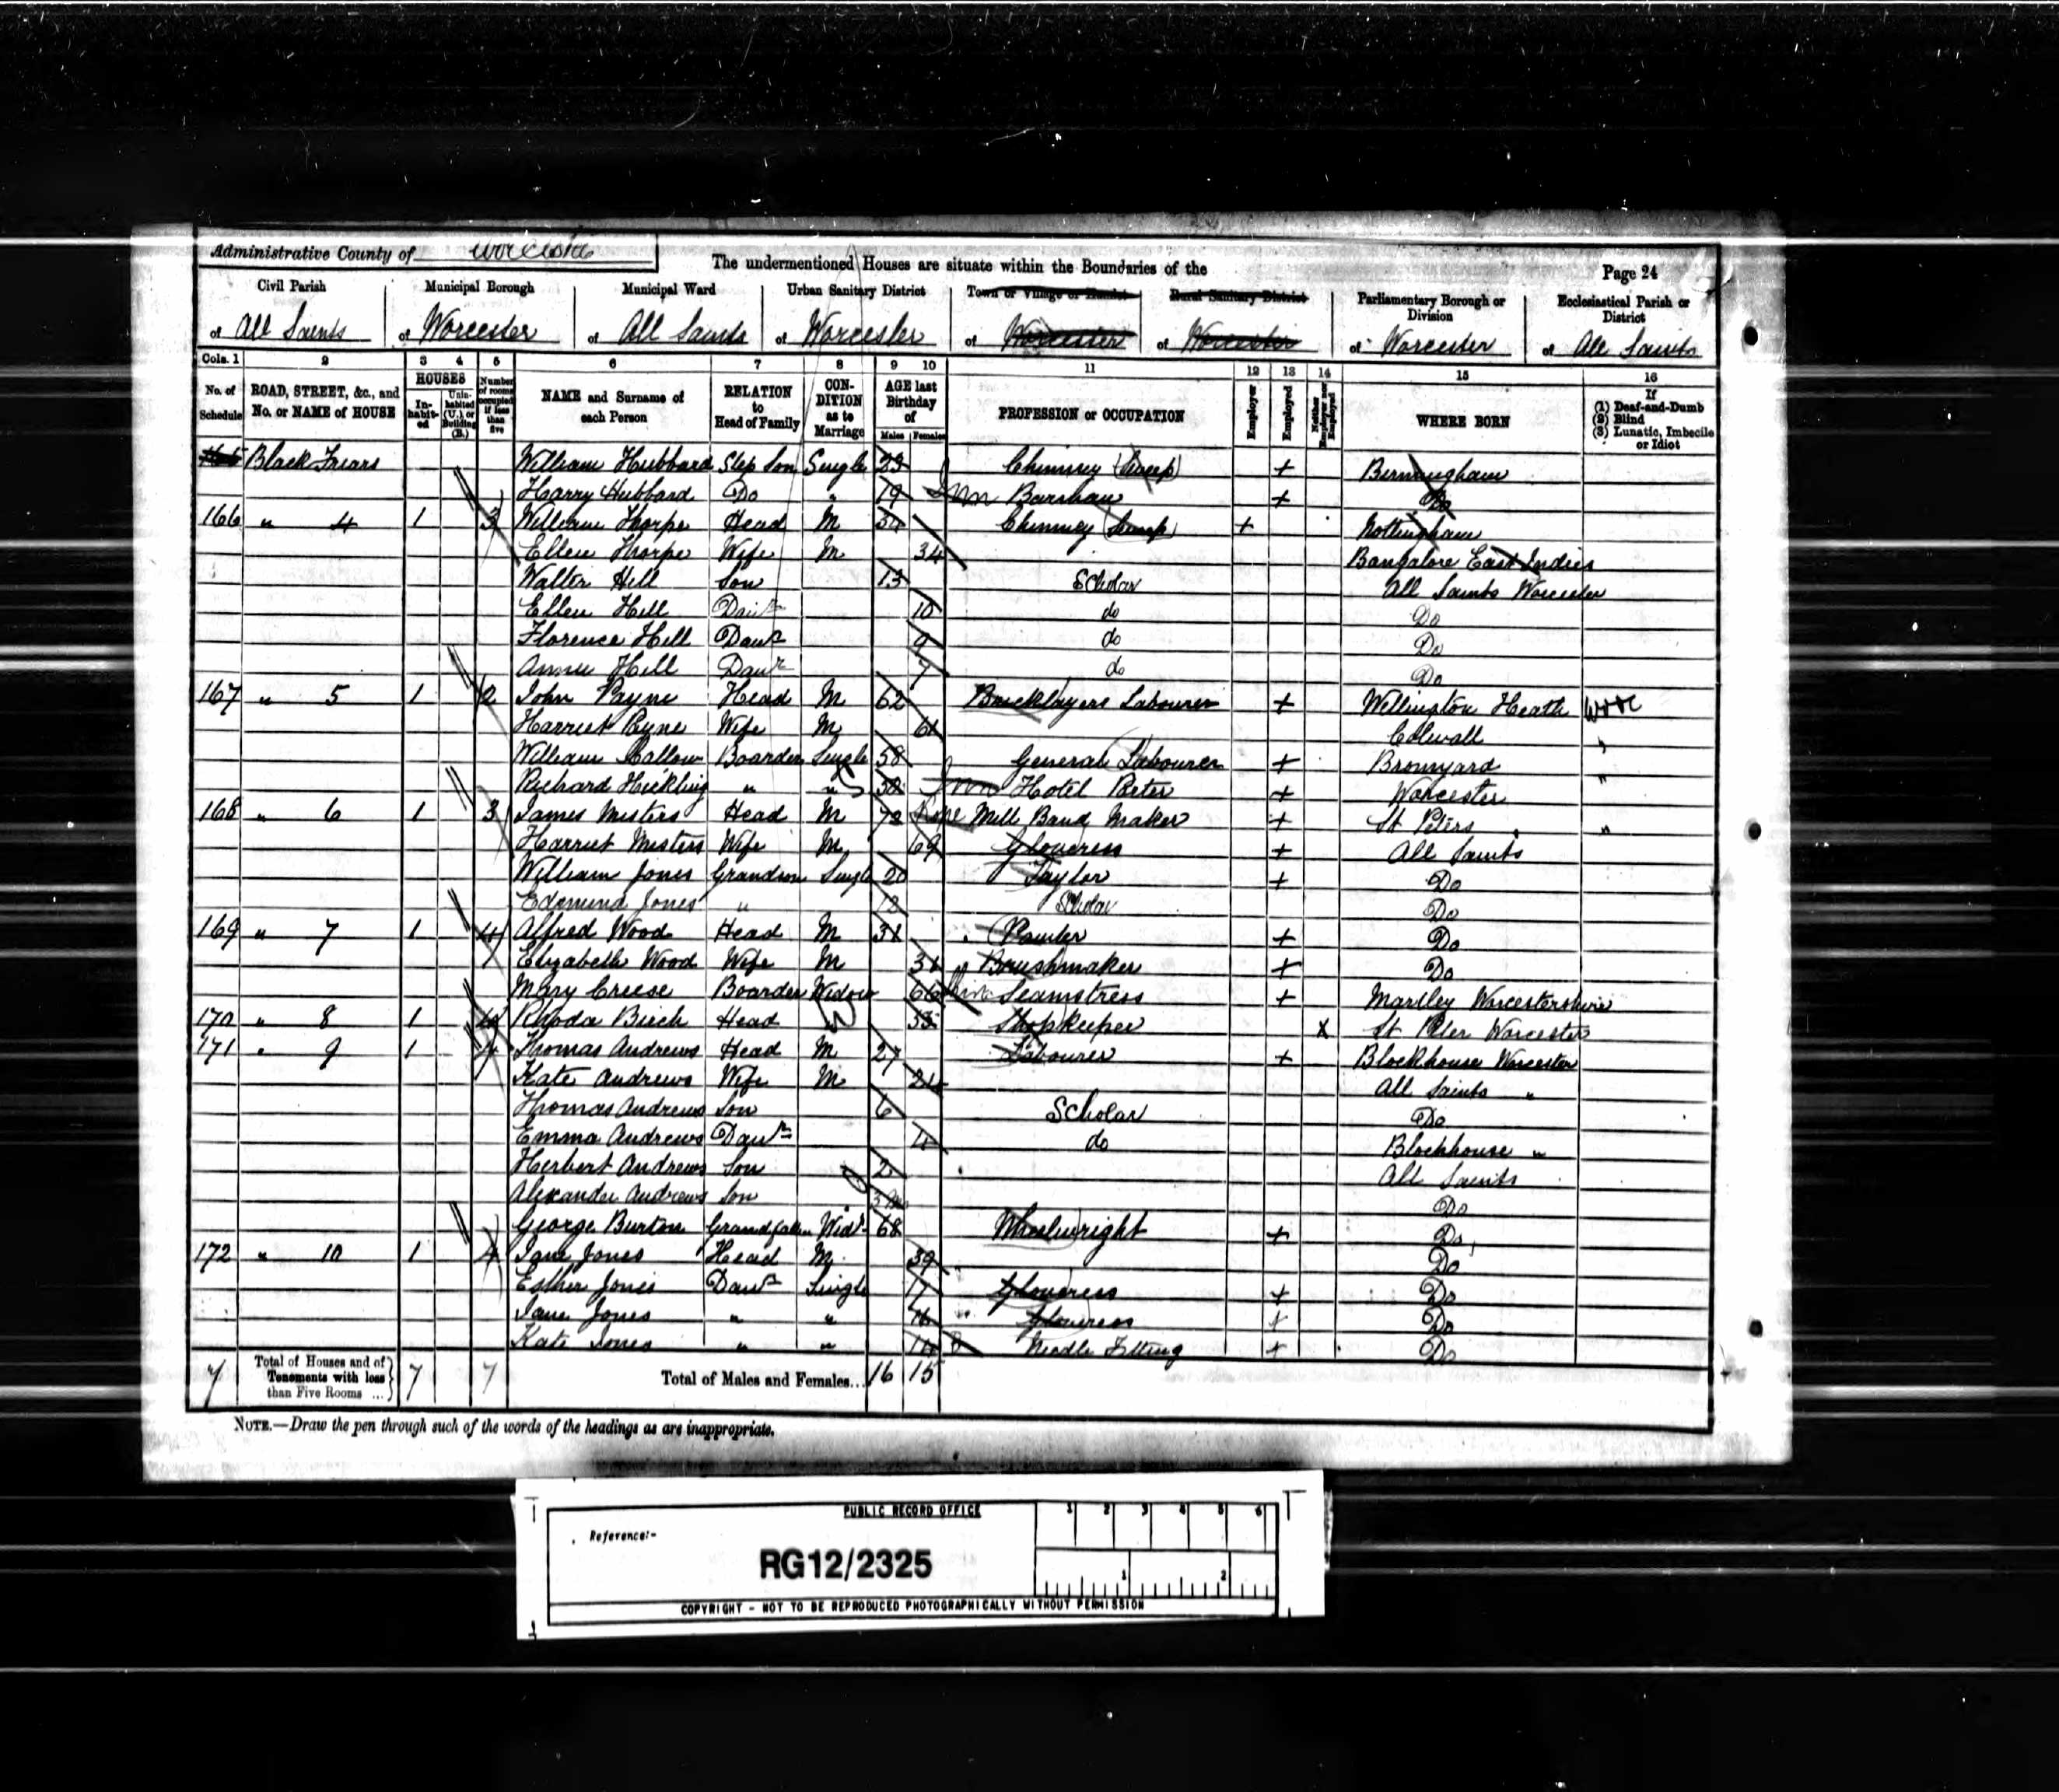 Administrative County of Worcester
The undermentioned Houses are situate within the Boundaries of the
Page 24
Civil Parish
of All Saints
Municipal Borough
of Worcester
Municipal Ward
of All Saints
Urban Sanitary District
of Worcester
Town or Village or Hamlet
of Worcester
Rural Sanitary District
of Worcester
Parliamentary Borough or
Division
of Worcester
Ecclesiastical Parish or
District
of All Saints
Cols. 1 2 3 4 5 6 7 8 9 10 11 12 13 14 15 16
No. of Schedule
ROAD, STREET, &c., and No. or NAME of HOUSE
HOUSES
In-habit-ed
Unin-habited (U.) or Building (B.)
Number of rooms occupied if less than five
NAME and Surname of each Person
RELATION to Head of Family
CON-DITION as to Marriage
AGE last Birthday of
Males Females
PROFESSION or OCCUPATION
Employer
Employed
Neither Employer nor Employed
WHERE BORN
If
(1) Deaf-and-Dumb
(2) Blind
(3) Lunatic, Imbecile or Idiot
165 Black Friars William Hubbard Step Son Single 23 Chimney Sweep + Birmingham
Harry Hubbard Do " 19 Inn Barman + Do
166 " 4 1 3 William Thorpe Head M Chimney Sweep + Nottingham
Ellen Thorpe Wife M 34 Bangalore East Indies
Walter Hill Son 13 Scholar All Saints Worcester
Ellen Hill Daur 10 do Do
Florence Hill Daur 9 do Do
Annie Hill Daur 7 do Do
167 " 5 1 2 John Payne Head M 62 Bricklayers Labourer + Wellington Heath Worc
Harriet Payne Wife M 61 Colwall "
William Callow Boarder Single 58 General Labourer + Bromyard "
Richard Hickling " " S 38 Inn Hotel Porter + Worcester
168 " 6 1 3 James Misters Head M 72 Rope Mill Band Maker + St Peters "
Harriet Misters Wife M 69 Gloveress + All Saints
William Jones Grandson Single 20 Taylor + Do
Edmund Jones " 12 Scholar Do
169 " 7 1 4 Alfred Wood Head M 31 Painter + Do
Elizabeth Wood Wife M 31 Brushmaker + Do
Mary Creese Boarder Widow 66 Seamstress + Martley Worcestershire
170 " 8 1 4 Rhoda Birch Head W Shopkeeper X St Peter Worcester
171 " 9 1 4 Thomas Andrews Head M 27 Labourer + Blockhouse Worcester
Kate Andrews Wife M 24 All Saints "
Thomas Andrews Son 6 Scholar Do
Emma Andrews Daur 4 do Blockhouse "
Herbert Andrews Son 2 All Saints
Alexander Andrews Son 3 m Do
George Burton Grandfather Widr 68 Wheelwright + Do
172 " 10 1 4 Jane Jones Head M 39 Do
Esther Jones Daur Single 17 Gloveress + Do
Jane Jones " " 16 Gloveress + Do
Kate Jones " " 14 Needle Fitting + Do
7 Total of Houses and of Tenements with less than Five Rooms ... 7 7 Total of Males and Females... 16 15
NOTE.—Draw the pen through such of the words of the headings as are inappropriate.
PUBLIC RECORD OFFICE
1 2 3 4 5 6
Reference:-
RG12/2325
1 2
COPYRIGHT - NOT TO BE REPRODUCED PHOTOGRAPHICALLY WITHOUT PERMISSION